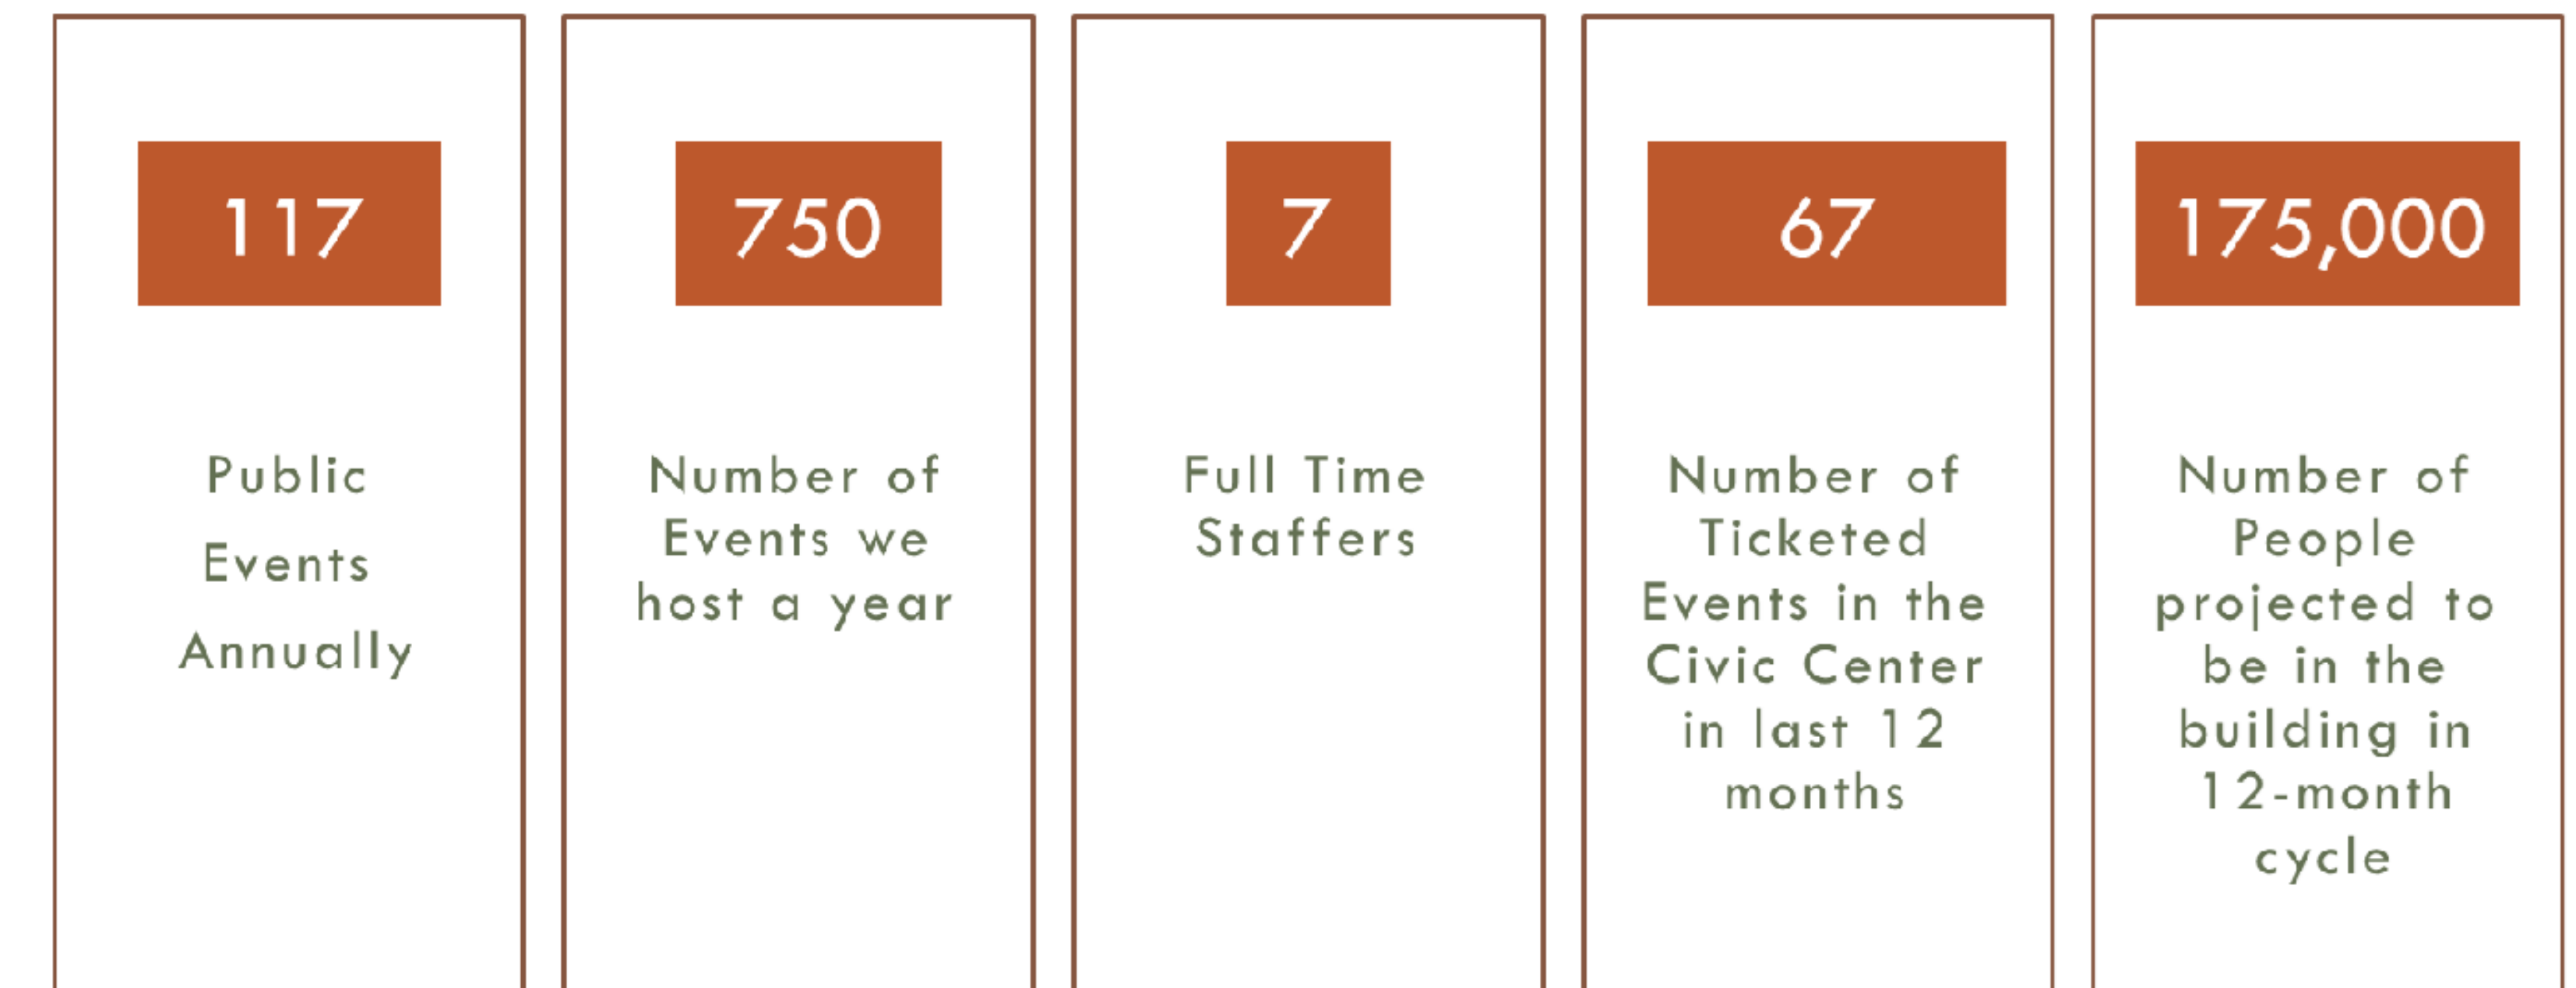 117
Public
Events
Annually
750
Number of
Events we
host a year
7
Full Time
Staffers
67
Number of
Ticketed
Events in the
Civic Center
in last 12
months
175,000
Number of
People
projected to
be in the
building in
12-month
cycle